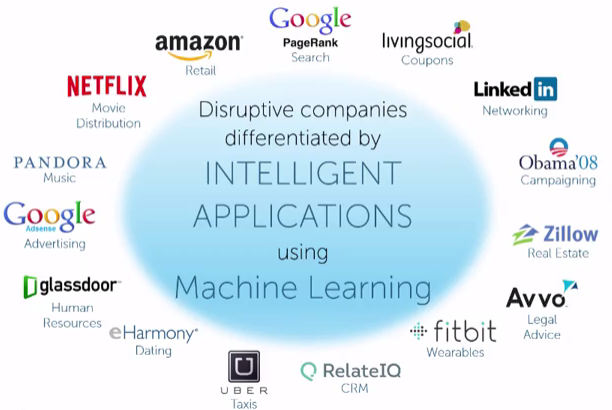 Google
PageRank
Search
amazon
Retail
livingsocial.
Coupons
NETFLIX
Movie
Distribution
Linked in
Networking
PANDORA
Music
Obama'08
Campaigning
Google
Adsense
Advertising
Zillow
Real Estate
glassdoor
Human
Resources
Avvo
Legal
Advice
eHarmony®
Dating
fitbit
Wearables
UBER
Taxis
RelateIQ
CRM
Disruptive companies
differentiated by
INTELLIGENT
APPLICATIONS
using
Machine Learning